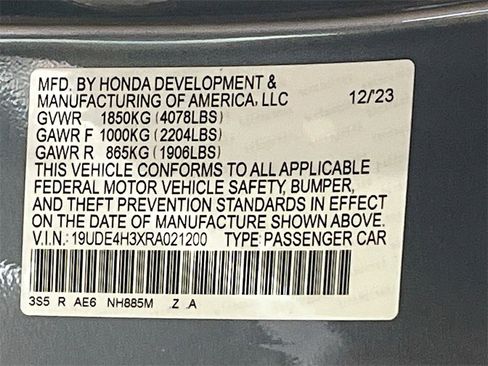 MFD. BY HONDA DEVELOPMENT &
MANUFACTURING OF AMERICA, LLC 12/23
GVWR 1850KG (4078LBS)
GAWR F 1000KG (2204LBS)
GAWR R 865KG (1906LBS)
THIS VEHICLE CONFORMS TO ALL APPLICABLE
FEDERAL MOTOR VEHICLE SAFETY, BUMPER,
AND THEFT PREVENTION STANDARDS IN EFFECT
ON THE DATE OF MANUFACTURE SHOWN ABOVE.
V.I.N.: 19UDE4H3XRA021200 TYPE: PASSENGER CAR
3S5 R AE6 NH885M Z A